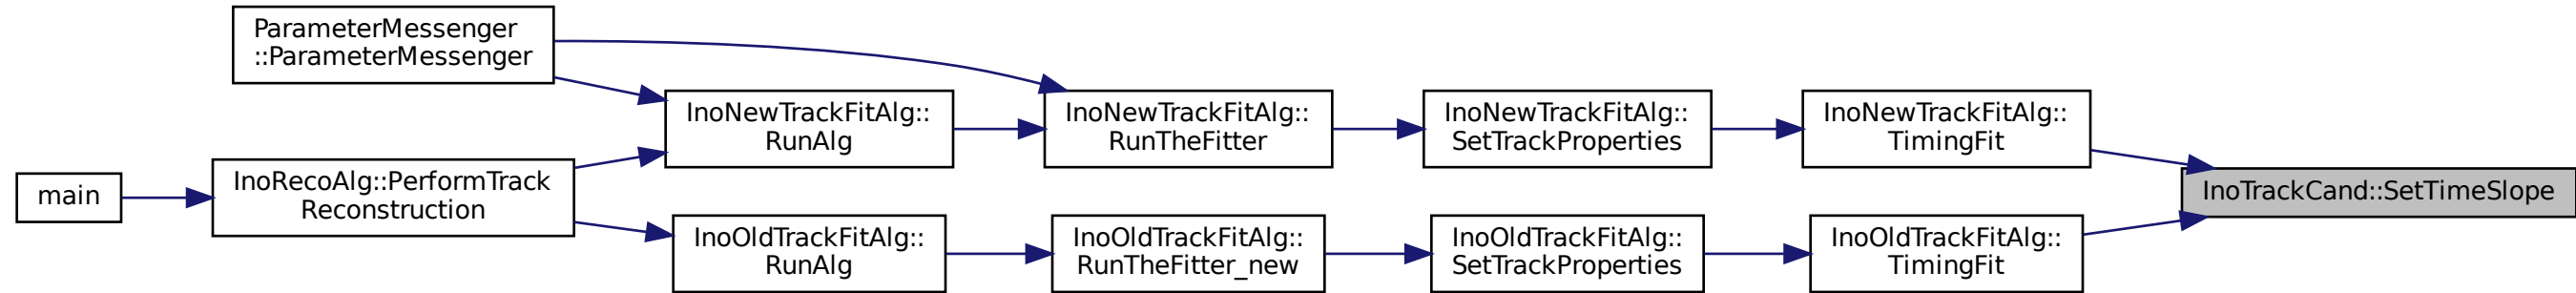 ParameterMessenger
::ParameterMessenger
main
InoRecoAlg::PerformTrack
Reconstruction
InoNewTrackFitAlg::
RunAlg
InoNewTrackFitAlg::
RunTheFitter
InoNewTrackFitAlg::
SetTrackProperties
InoNewTrackFitAlg::
TimingFit
InoOldTrackFitAlg::
RunAlg
InoOldTrackFitAlg::
RunTheFitter_new
InoOldTrackFitAlg::
SetTrackProperties
InoOldTrackFitAlg::
TimingFit
InoTrackCand::SetTimeSlope